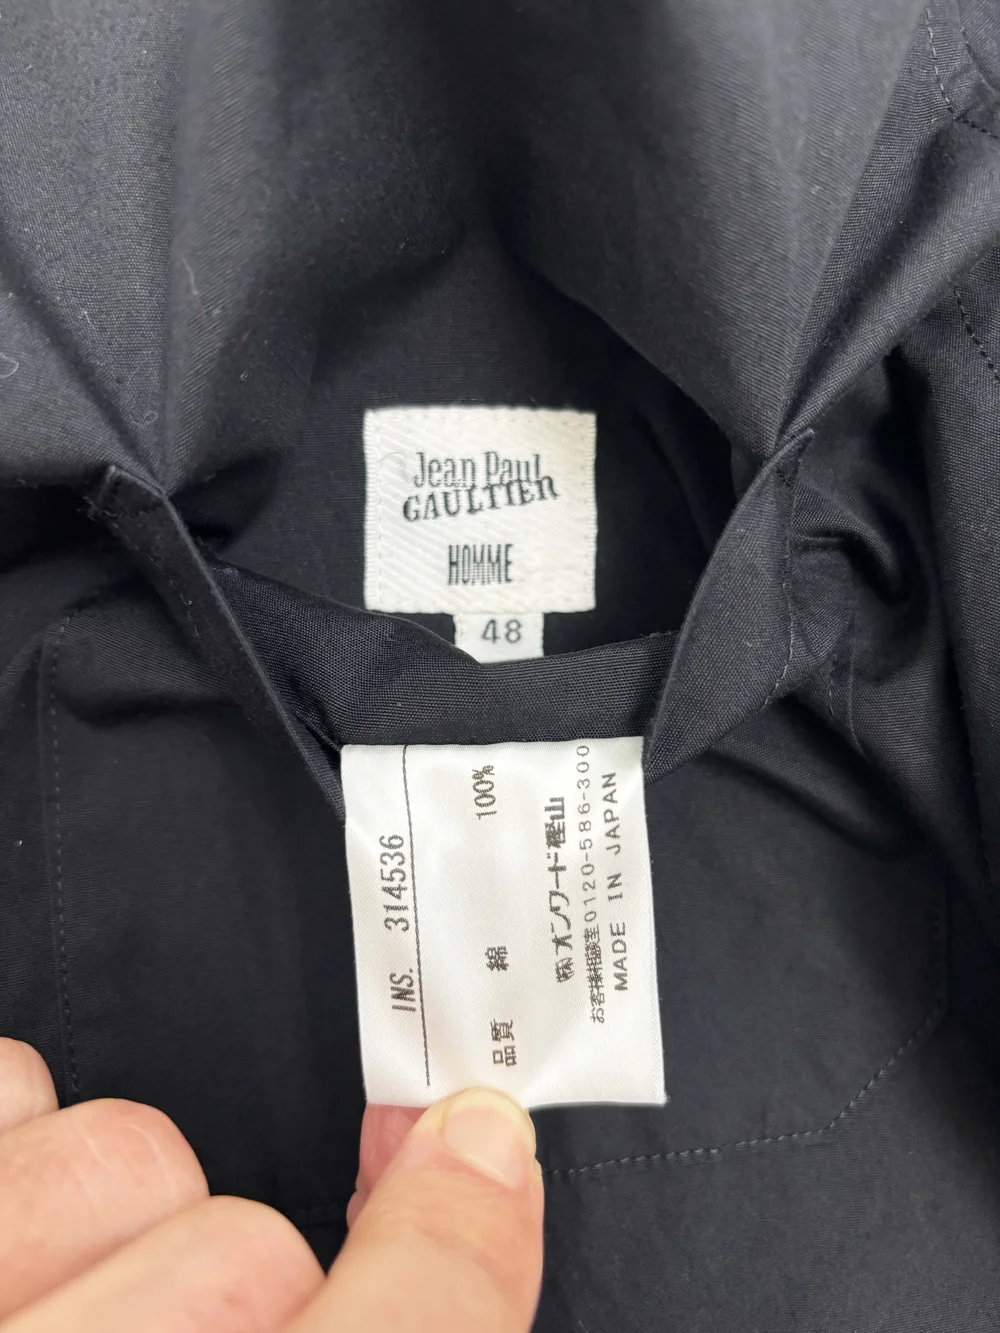 Jean Paul
GAULTIER
HOMME
48
INS. 314536
品質 綿 100%
㈱オンワード樫山
お客様相談室0120-586-300
MADE IN JAPAN